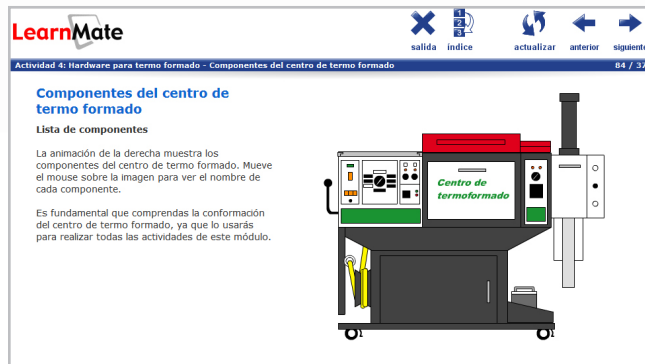 LearnMate
1
2
3
salida índice actualizar anterior siguiente
Actividad 4: Hardware para termo formado - Componentes del centro de termo formado 84 / 37
Componentes del centro de
termo formado
Lista de componentes
La animación de la derecha muestra los
componentes del centro de termo formado. Mueve
el mouse sobre la imagen para ver el nombre de
cada componente.
Es fundamental que comprendas la conformación
del centro de termo formado, ya que lo usarás
para realizar todas las actividades de este módulo.
Centro de
termoformado